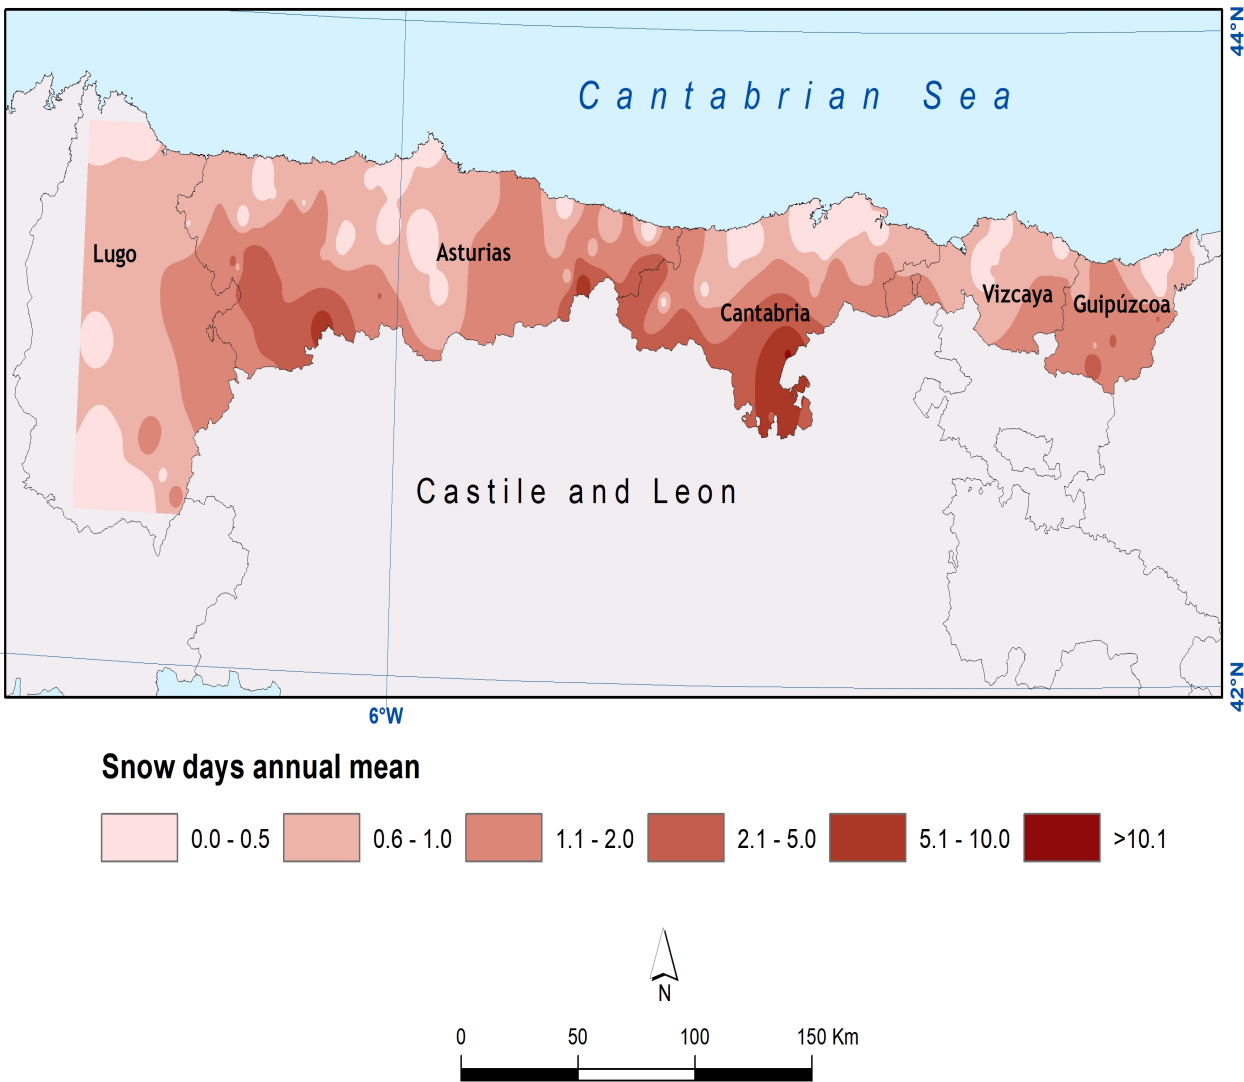 44°N
Cantabrian Sea
Lugo
Asturias
Cantabria
Vizcaya
Guipúzcoa
Castile and Leon
42°N
6°W
Snow days annual mean
0.0 - 0.5
0.6 - 1.0
1.1 - 2.0
2.1 - 5.0
5.1 - 10.0
>10.1
N
0 50 100 150 Km